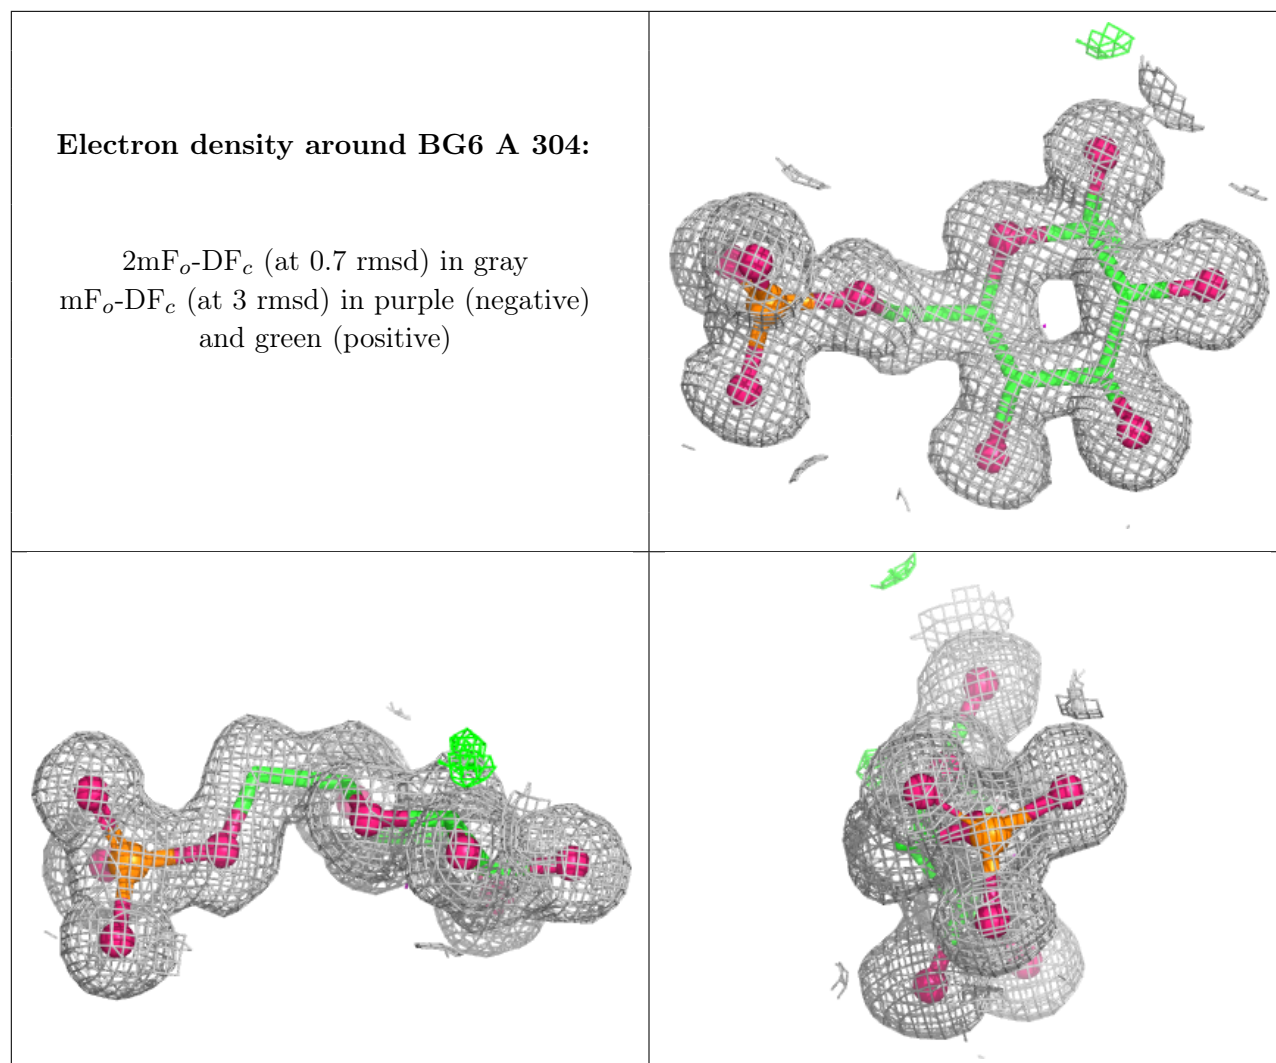 Electron density around BG6 A 304:
2mFo-DFc (at 0.7 rmsd) in gray
mFo-DFc (at 3 rmsd) in purple (negative)
and green (positive)